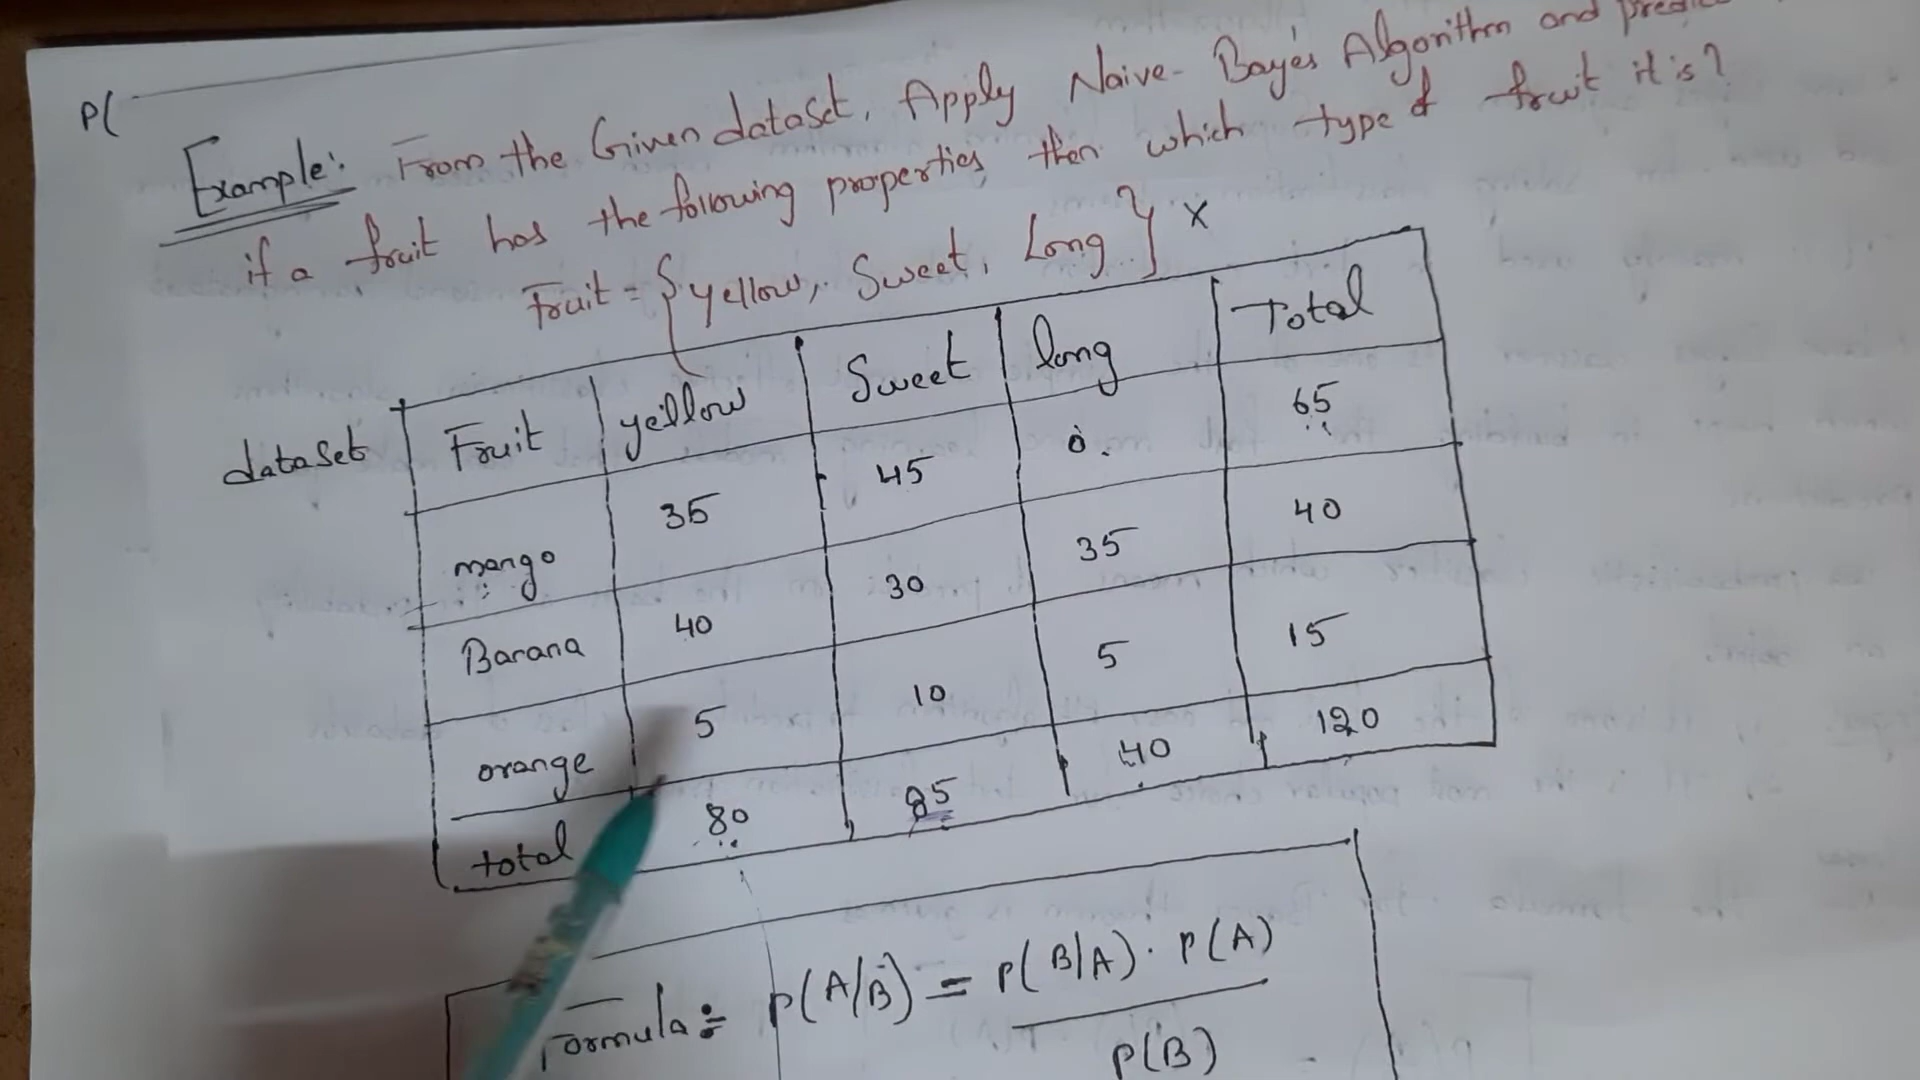 P(
Example: From the Given dataset, Apply Naive-Baye's Algorithm and predic
if a fruit has the following properties then which type of fruit it is?
Fruit = { yellow, Sweet, Long } X
dataset
Fruit yellow Sweet long Total
mango 35 45 0 65
Banana 40 30 35 40
orange 5 10 5 15
total 80 85 40 120
Formula: P(A/B) = P(B/A). P(A)
P(B)